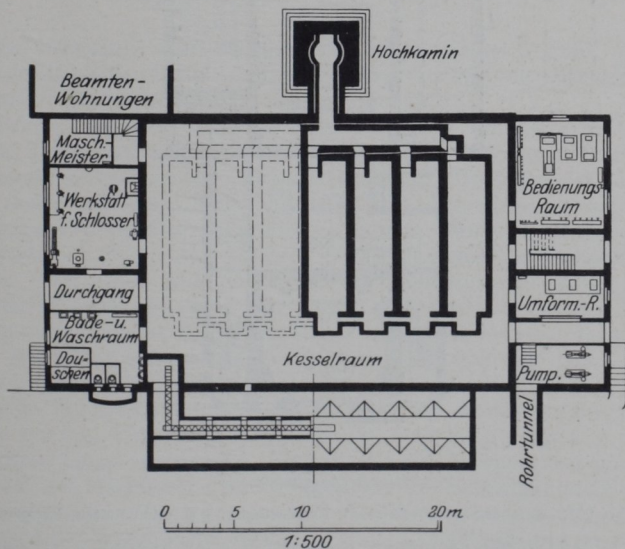 Hochkamin
Beamten-
Wohnungen
Masch.-
Meister
Werkstatt
f. Schlosser
Bedienungs
Raum
Durchgang
Umform.-R.
Bade- u.
Waschraum
Dou-
schen
Kesselraum
Pump.
Rohrtunnel
0 5 10 20 m
1:500